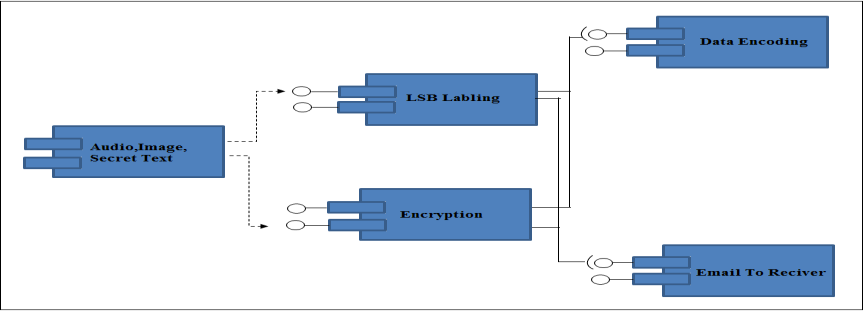 Data Encoding
LSB Labling
Audio,Image,
Secret Text
Encryption
Email To Reciver